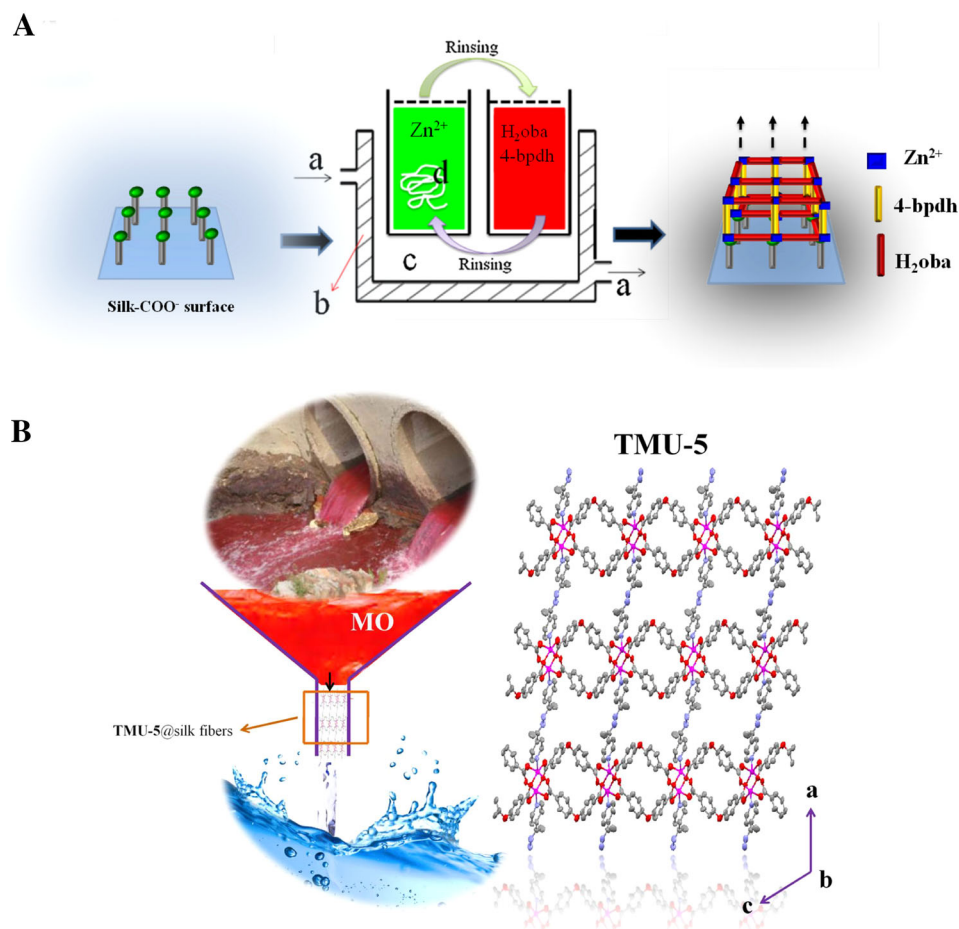 A
Rinsing
Zn²⁺
H₂oba
4-bpdh
a
d
c
Rinsing
b
a
Silk-COO⁻ surface
Zn²⁺
4-bpdh
H₂oba
B
TMU-5
MO
TMU-5@silk fibers
a
b
c